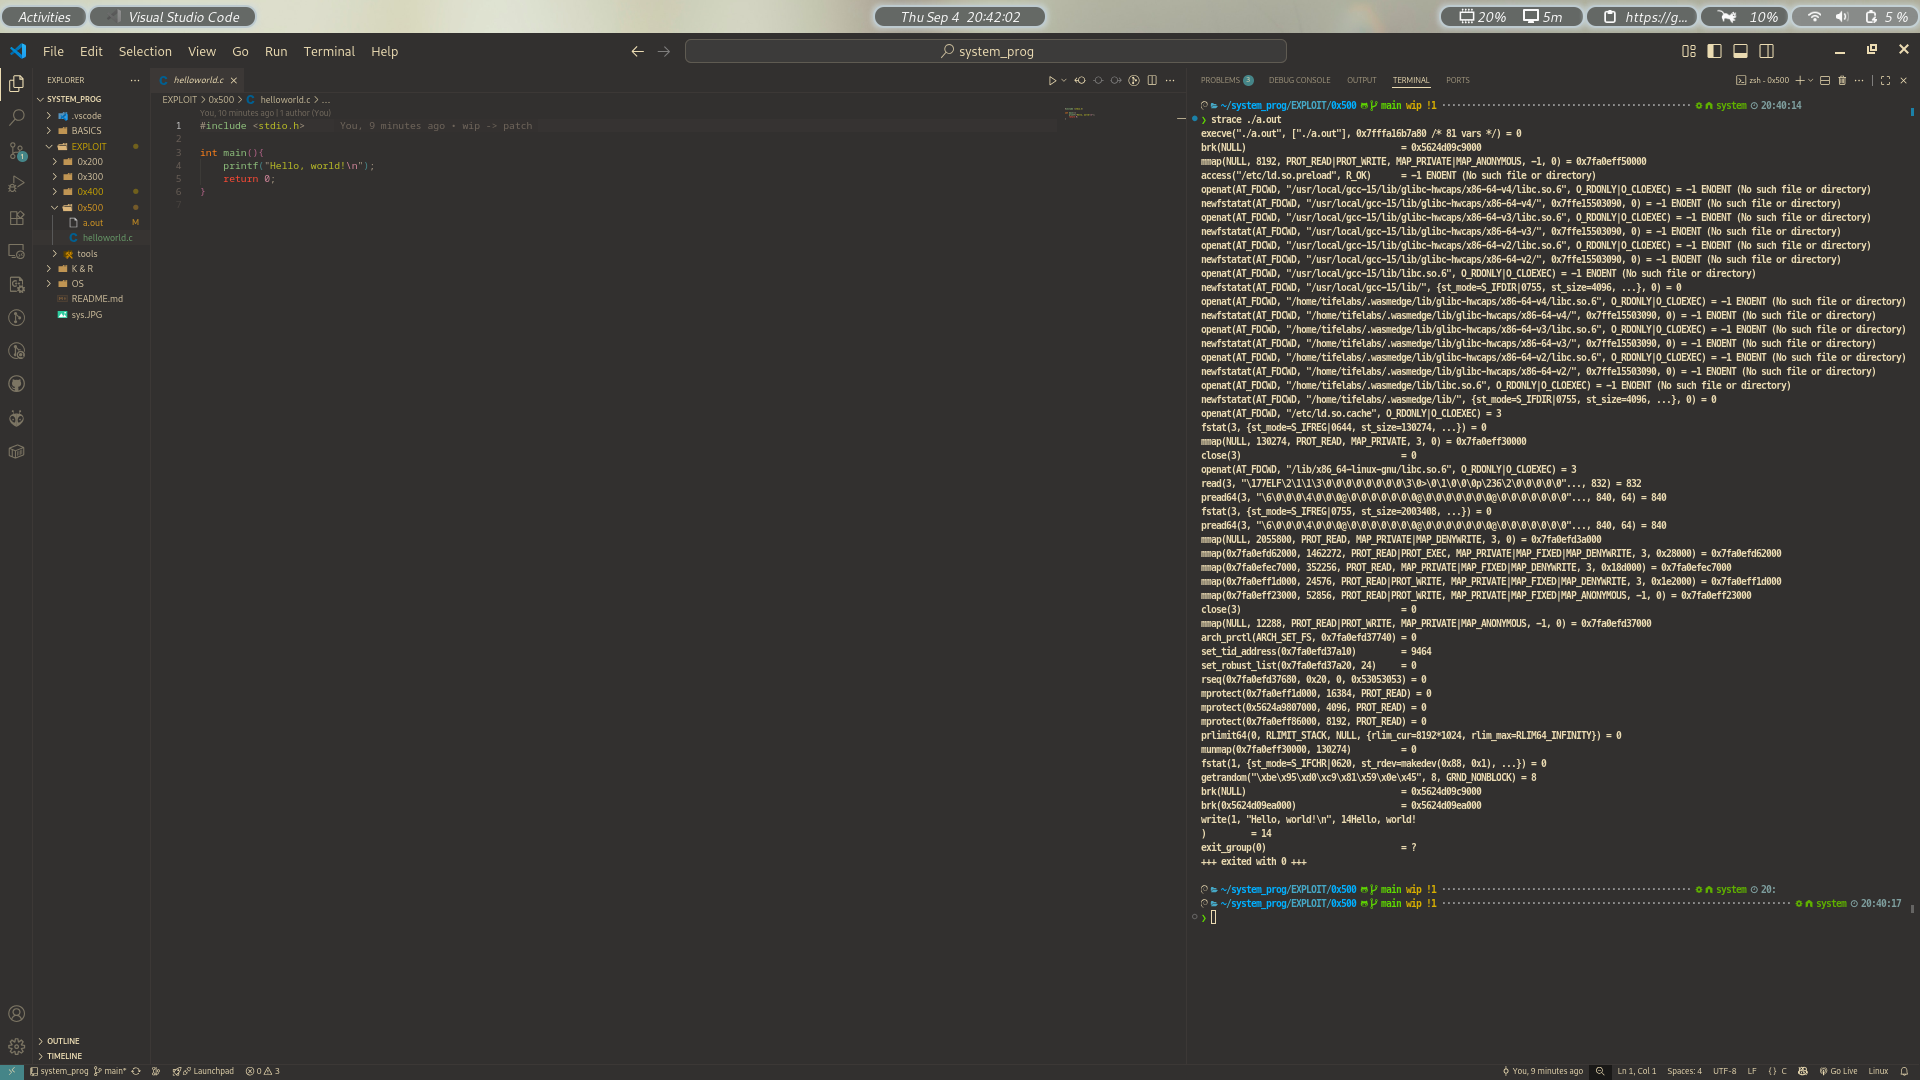 Activities
Visual Studio Code
Thu Sep 4 20:42:02
20%
5m
https://g...
10%
5 %
File Edit Selection View Go Run Terminal Help
system_prog
EXPLORER
SYSTEM_PROG
.vscode
BASICS
EXPLOIT
0x200
0x300
0x400
0x500
a.out M
helloworld.c
tools
K & R
OS
README.md
sys.JPG
OUTLINE
TIMELINE
helloworld.c
EXPLOIT > 0x500 > C helloworld.c > ...
You, 10 minutes ago | 1 author (You)
1 #include <stdio.h> You, 9 minutes ago • wip -> patch
2
3 int main(){
4 printf("Hello, world!\n");
5 return 0;
6 }
7
PROBLEMS 3 DEBUG CONSOLE OUTPUT TERMINAL PORTS
zsh - 0x500
~/system_prog/EXPLOIT/0x500 main wip !1 system 20:40:14
❯ strace ./a.out
execve("./a.out", ["./a.out"], 0x7fffa16b7a80 /* 81 vars */) = 0
brk(NULL) = 0x5624d09c9000
mmap(NULL, 8192, PROT_READ|PROT_WRITE, MAP_PRIVATE|MAP_ANONYMOUS, -1, 0) = 0x7fa0eff50000
access("/etc/ld.so.preload", R_OK) = -1 ENOENT (No such file or directory)
openat(AT_FDCWD, "/usr/local/gcc-15/lib/glibc-hwcaps/x86-64-v4/libc.so.6", O_RDONLY|O_CLOEXEC) = -1 ENOENT (No such file or directory)
newfstatat(AT_FDCWD, "/usr/local/gcc-15/lib/glibc-hwcaps/x86-64-v4/", 0x7ffe15503090, 0) = -1 ENOENT (No such file or directory)
openat(AT_FDCWD, "/usr/local/gcc-15/lib/glibc-hwcaps/x86-64-v3/libc.so.6", O_RDONLY|O_CLOEXEC) = -1 ENOENT (No such file or directory)
newfstatat(AT_FDCWD, "/usr/local/gcc-15/lib/glibc-hwcaps/x86-64-v3/", 0x7ffe15503090, 0) = -1 ENOENT (No such file or directory)
openat(AT_FDCWD, "/usr/local/gcc-15/lib/glibc-hwcaps/x86-64-v2/libc.so.6", O_RDONLY|O_CLOEXEC) = -1 ENOENT (No such file or directory)
newfstatat(AT_FDCWD, "/usr/local/gcc-15/lib/glibc-hwcaps/x86-64-v2/", 0x7ffe15503090, 0) = -1 ENOENT (No such file or directory)
openat(AT_FDCWD, "/usr/local/gcc-15/lib/libc.so.6", O_RDONLY|O_CLOEXEC) = -1 ENOENT (No such file or directory)
newfstatat(AT_FDCWD, "/usr/local/gcc-15/lib/", {st_mode=S_IFDIR|0755, st_size=4096, ...}, 0) = 0
openat(AT_FDCWD, "/home/tifelabs/.wasmedge/lib/glibc-hwcaps/x86-64-v4/libc.so.6", O_RDONLY|O_CLOEXEC) = -1 ENOENT (No such file or directory)
newfstatat(AT_FDCWD, "/home/tifelabs/.wasmedge/lib/glibc-hwcaps/x86-64-v4/", 0x7ffe15503090, 0) = -1 ENOENT (No such file or directory)
openat(AT_FDCWD, "/home/tifelabs/.wasmedge/lib/glibc-hwcaps/x86-64-v3/libc.so.6", O_RDONLY|O_CLOEXEC) = -1 ENOENT (No such file or directory)
newfstatat(AT_FDCWD, "/home/tifelabs/.wasmedge/lib/glibc-hwcaps/x86-64-v3/", 0x7ffe15503090, 0) = -1 ENOENT (No such file or directory)
openat(AT_FDCWD, "/home/tifelabs/.wasmedge/lib/glibc-hwcaps/x86-64-v2/libc.so.6", O_RDONLY|O_CLOEXEC) = -1 ENOENT (No such file or directory)
newfstatat(AT_FDCWD, "/home/tifelabs/.wasmedge/lib/glibc-hwcaps/x86-64-v2/", 0x7ffe15503090, 0) = -1 ENOENT (No such file or directory)
openat(AT_FDCWD, "/home/tifelabs/.wasmedge/lib/libc.so.6", O_RDONLY|O_CLOEXEC) = -1 ENOENT (No such file or directory)
newfstatat(AT_FDCWD, "/home/tifelabs/.wasmedge/lib/", {st_mode=S_IFDIR|0755, st_size=4096, ...}, 0) = 0
openat(AT_FDCWD, "/etc/ld.so.cache", O_RDONLY|O_CLOEXEC) = 3
fstat(3, {st_mode=S_IFREG|0644, st_size=130274, ...}) = 0
mmap(NULL, 130274, PROT_READ, MAP_PRIVATE, 3, 0) = 0x7fa0eff30000
close(3) = 0
openat(AT_FDCWD, "/lib/x86_64-linux-gnu/libc.so.6", O_RDONLY|O_CLOEXEC) = 3
read(3, "\177ELF\2\1\1\3\0\0\0\0\0\0\0\0\3\0>\0\1\0\0\0p\236\2\0\0\0\0\0"..., 832) = 832
pread64(3, "\6\0\0\0\4\0\0\0@\0\0\0\0\0\0\0@\0\0\0\0\0\0\0@\0\0\0\0\0\0\0"..., 840, 64) = 840
fstat(3, {st_mode=S_IFREG|0755, st_size=2003408, ...}) = 0
pread64(3, "\6\0\0\0\4\0\0\0@\0\0\0\0\0\0\0@\0\0\0\0\0\0\0@\0\0\0\0\0\0\0"..., 840, 64) = 840
mmap(NULL, 2055800, PROT_READ, MAP_PRIVATE|MAP_DENYWRITE, 3, 0) = 0x7fa0efd3a000
mmap(0x7fa0efd62000, 1462272, PROT_READ|PROT_EXEC, MAP_PRIVATE|MAP_FIXED|MAP_DENYWRITE, 3, 0x28000) = 0x7fa0efd62000
mmap(0x7fa0efec7000, 352256, PROT_READ, MAP_PRIVATE|MAP_FIXED|MAP_DENYWRITE, 3, 0x18d000) = 0x7fa0efec7000
mmap(0x7fa0eff1d000, 24576, PROT_READ|PROT_WRITE, MAP_PRIVATE|MAP_FIXED|MAP_DENYWRITE, 3, 0x1e2000) = 0x7fa0eff1d000
mmap(0x7fa0eff23000, 52856, PROT_READ|PROT_WRITE, MAP_PRIVATE|MAP_FIXED|MAP_ANONYMOUS, -1, 0) = 0x7fa0eff23000
close(3) = 0
mmap(NULL, 12288, PROT_READ|PROT_WRITE, MAP_PRIVATE|MAP_ANONYMOUS, -1, 0) = 0x7fa0efd37000
arch_prctl(ARCH_SET_FS, 0x7fa0efd37740) = 0
set_tid_address(0x7fa0efd37a10) = 9464
set_robust_list(0x7fa0efd37a20, 24) = 0
rseq(0x7fa0efd37680, 0x20, 0, 0x53053053) = 0
mprotect(0x7fa0eff1d000, 16384, PROT_READ) = 0
mprotect(0x5624a9807000, 4096, PROT_READ) = 0
mprotect(0x7fa0eff86000, 8192, PROT_READ) = 0
prlimit64(0, RLIMIT_STACK, NULL, {rlim_cur=8192*1024, rlim_max=RLIM64_INFINITY}) = 0
munmap(0x7fa0eff30000, 130274) = 0
fstat(1, {st_mode=S_IFCHR|0620, st_rdev=makedev(0x88, 0x1), ...}) = 0
getrandom("\xbe\x95\xd0\xc9\x81\x59\x0e\x45", 8, GRND_NONBLOCK) = 8
brk(NULL) = 0x5624d09c9000
brk(0x5624d09ea000) = 0x5624d09ea000
write(1, "Hello, world!\n", 14Hello, world!
) = 14
exit_group(0) = ?
+++ exited with 0 +++
~/system_prog/EXPLOIT/0x500 main wip !1 system 20:
~/system_prog/EXPLOIT/0x500 main wip !1 system 20:40:17
❯
system_prog main* Launchpad 0 3
You, 9 minutes ago Ln 1, Col 1 Spaces: 4 UTF-8 LF {} C Go Live Linux